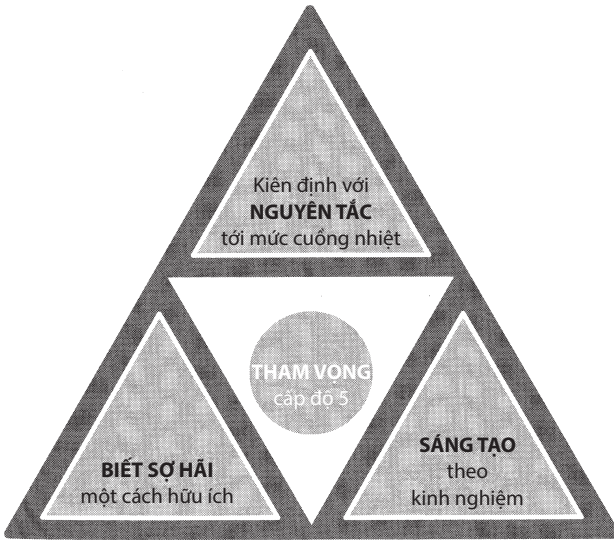 Kiên định với
NGUYÊN TẮC
tới mức cuồng nhiệt
THAM VỌNG
cấp độ 5
BIẾT SỢ HÃI
một cách hữu ích
SÁNG TẠO
theo
kinh nghiệm